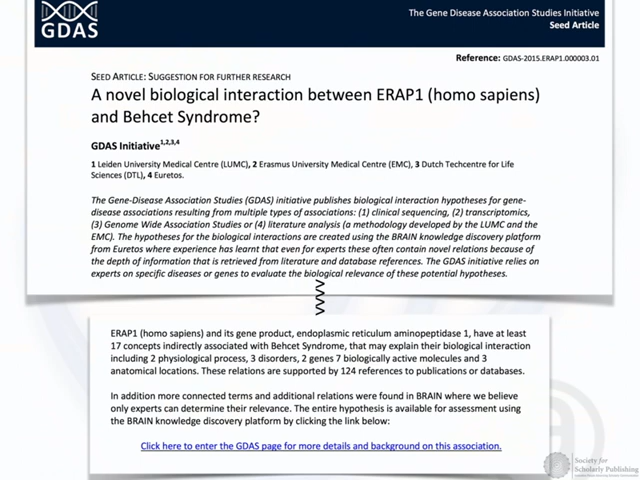 GDAS
The Gene Disease Association Studies Initiative
Seed Article
Reference: GDAS-2015.ERAP1.000003.01
SEED ARTICLE: SUGGESTION FOR FURTHER RESEARCH
A novel biological interaction between ERAP1 (homo sapiens)
and Behcet Syndrome?
GDAS Initiative1,2,3,4
1 Leiden University Medical Centre (LUMC), 2 Erasmus University Medical Centre (EMC), 3 Dutch Techcentre for Life
Sciences (DTL), 4 Euretos.
The Gene-Disease Association Studies (GDAS) initiative publishes biological interaction hypotheses for gene-
disease associations resulting from multiple types of associations: (1) clinical sequencing, (2) transcriptomics,
(3) Genome Wide Association Studies or (4) literature analysis (a methodology developed by the LUMC and the
EMC). The hypotheses for the biological interactions are created using the BRAIN knowledge discovery platform
from Euretos where experience has learnt that even for experts these often contain novel relations because of
the depth of information that is retrieved from literature and database references. The GDAS initiative relies on
experts on specific diseases or genes to evaluate the biological relevance of these potential hypotheses.
ERAP1 (homo sapiens) and its gene product, endoplasmic reticulum aminopeptidase 1, have at least
17 concepts indirectly associated with Behcet Syndrome, that may explain their biological interaction
including 2 physiological process, 3 disorders, 2 genes 7 biologically active molecules and 3
anatomical locations. These relations are supported by 124 references to publications or databases.
In addition more connected terms and additional relations were found in BRAIN where we believe
only experts can determine their relevance. The entire hypothesis is available for assessment using
the BRAIN knowledge discovery platform by clicking the link below:
Click here to enter the GDAS page for more details and background on this association.
Society for
Scholarly Publishing